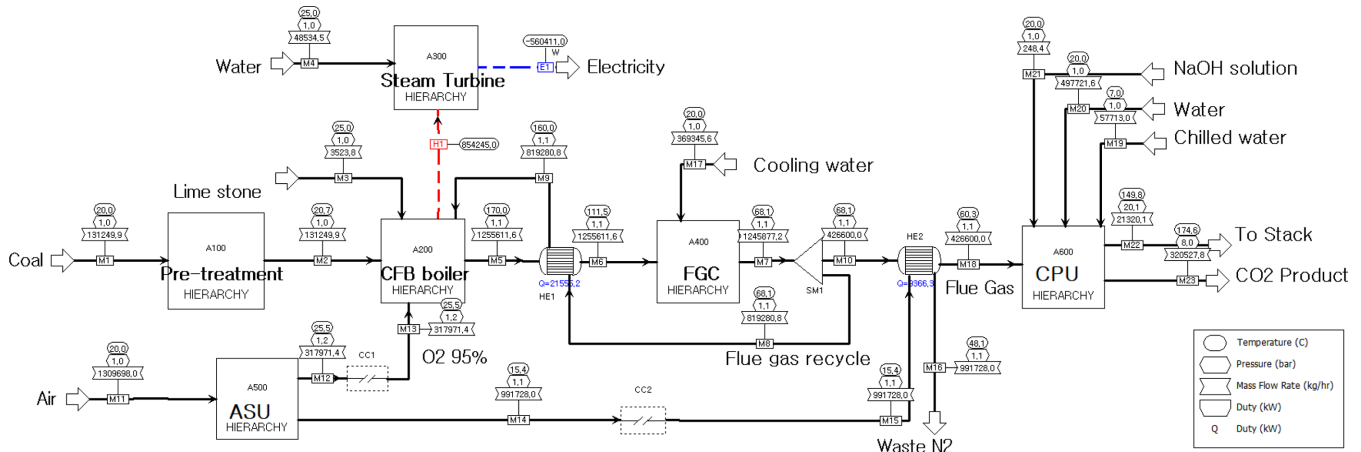 25,0
1,0
48534,5
Water
M4
A300
Steam Turbine
HIERARCHY
-560411,0
W
E1
Electricity
H1
854245,0
20,0
1,0
248,4
M21
NaOH solution
20,0
1,0
497721,6
M20
Water
7,0
1,0
57713,0
M19
Chilled water
25,0
1,0
3523,8
M3
Lime stone
160,0
1,1
819280,8
M9
20,0
1,0
369345,6
M17
Cooling water
Coal
20,0
1,0
131249,9
M1
A100
Pre-treatment
HIERARCHY
20,7
1,0
131249,9
M2
A200
CFB boiler
HIERARCHY
170,0
1,1
1255611,6
M5
HE1
111,5
1,1
1255611,6
M6
A400
FGC
HIERARCHY
68,1
1,1
1245877,2
M7
SM1
68,1
1,1
426600,0
M10
HE2
60,3
1,1
426600,0
M18
Flue Gas
A600
CPU
HIERARCHY
149,8
20,1
21320,1
M22
To Stack
174,6
8,0
320527,8
M23
CO2 Product
68,1
1,1
819280,8
M8
Flue gas recycle
M13
25,5
1,2
317971,4
O2 95%
Air
20,0
1,0
1309698,0
M11
A500
ASU
HIERARCHY
25,5
1,2
317971,4
M12
CC1
15,4
1,1
991728,0
M14
CC2
15,4
1,1
991728,0
M15
48,1
1,1
991728,0
M16
Waste N2
Temperature (C)
Pressure (bar)
Mass Flow Rate (kg/hr)
Duty (kW)
Q Duty (kW)